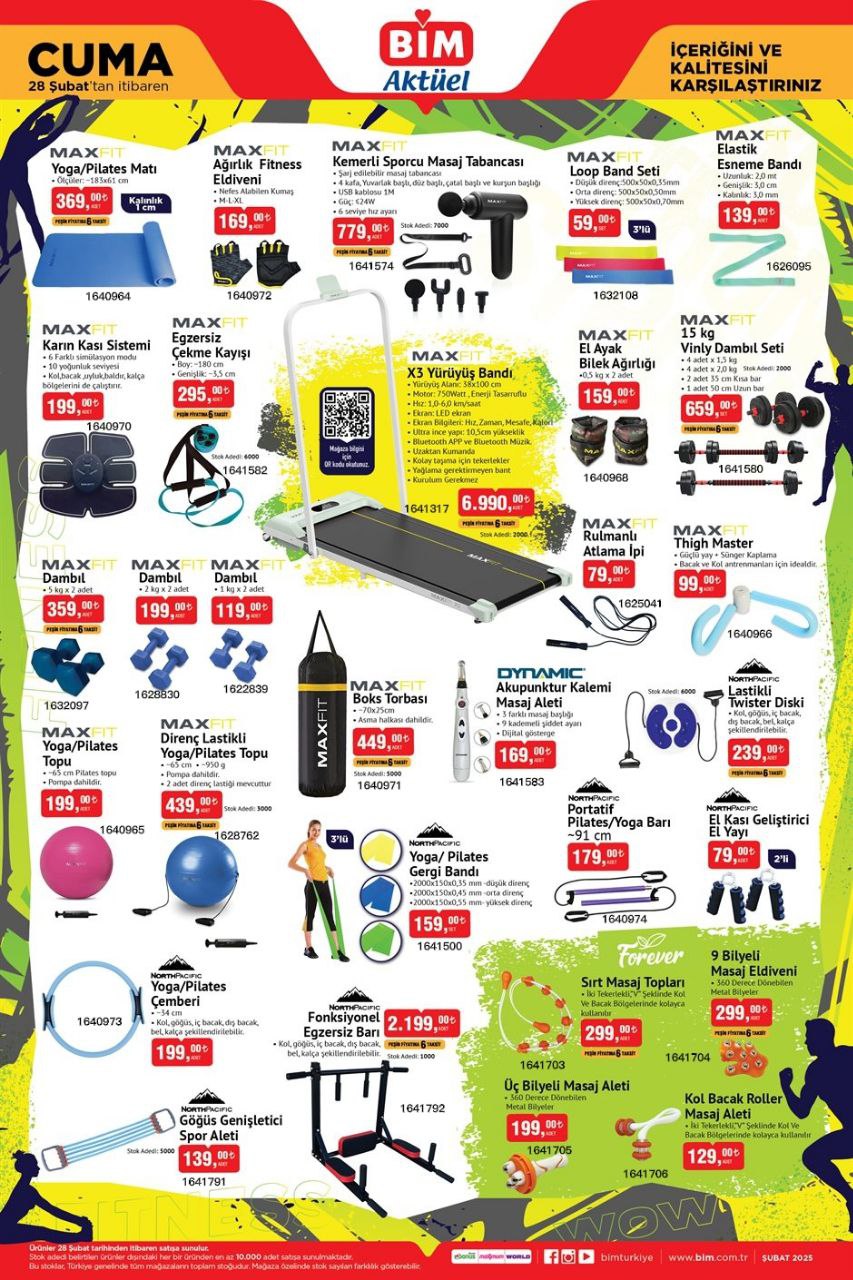 CUMA
28 Şubat'tan itibaren
BİM
Aktüel
İÇERİĞİNİ VE
KALİTESİNİ
KARŞILAŞTIRINIZ
MAXFIT
Yoga/Pilates Matı
• Ölçüler: ~183x61 cm
369,00₺ ADET
PEŞİN FİYATINA 6 TAKSİT
Kalınlık
1 cm
1640964
MAXFIT
Ağırlık Fitness
Eldiveni
• Nefes Alabilen Kumaş
• M-L-XL
169,00₺ ADET
1640972
MAXFIT
Kemerli Sporcu Masaj Tabancası
• Şarj edilebilir masaj tabancası
• 4 kafa, Yuvarlak başlı, düz başlı, çatal başlı ve kurşun başlığı
• USB kablosu 1M
• Güç: ≤24W
• 6 seviye hız ayarı
779,00₺ ADET
PEŞİN FİYATINA 6 TAKSİT
Stok Adedi: 7000
1641574
MAXFIT
MAXFIT
Loop Band Seti
• Düşük direnç:500x50x0,35mm
• Orta direnç: 500x50x0,50mm
• Yüksek direnç: 500x50x0,70mm
59,00₺ ADET
3'lü
MAXFIT
1632108
MAXFIT
Elastik
Esneme Bandı
• Uzunluk: 2,0 mt
• Genişlik: 3,0 cm
• Kalınlık: 3,0 mm
139,00₺ ADET
1626095
MAXFIT
Karın Kası Sistemi
• 6 Farklı simülasyon modu
• 10 yoğunluk seviyesi
• Kol,bacak ,uyluk,baldır, kalça
bölgelerini de çalıştırır.
199,00₺ ADET
1640970
MAXFIT
Egzersiz
Çekme Kayışı
• Boy: ~180 cm
• Genişlik: ~3,5 cm
295,00₺ ADET
PEŞİN FİYATINA 6 TAKSİT
Stok Adedi: 6000
1641582
Mağaza bilgisi
için
QR kodu okutunuz.
MAXFIT
X3 Yürüyüş Bandı
• Yürüyüş Alanı: 38x100 cm
• Motor: 750Watt , Enerji Tasarruflu
• Hız: 1,0-6,0 km/saat
• Ekran: LED ekran
• Ekran Bilgileri: Hız, Zaman, Mesafe, Kalori
• Ultra ince yapı: 10,5cm yükseklik
• Bluetooth APP ve Bluetooth Müzik.
• Uzaktan Kumanda
• Kolay taşıma için tekerlekler
• Yağlama gerektirmeyen bant
• Kurulum Gerekmez
1641317
6.990,00₺ ADET
PEŞİN FİYATINA 6 TAKSİT
Stok Adedi: 2000
MAXFIT
MAXFIT
El Ayak
Bilek Ağırlığı
•0,5 kg x 2 adet
159,00₺ ADET
1640968
MAXFIT
15 kg
Vinly Dambıl Seti
• 4 adet x 1,5 kg
• 4 adet x 2,0 kg
Stok Adedi: 2000
• 2 adet 35 cm Kısa bar
• 1 adet 50 cm Uzun bar
659,00₺ ADET
PEŞİN FİYATINA 6 TAKSİT
1641580
MAXFIT
Rulmanlı
Atlama İpi
79,00₺ ADET
1625041
MAXFIT
Thigh Master
• Güçlü yay + Sünger Kaplama
• Bacak ve Kol antrenmanları için idealdir.
99,00₺ ADET
1640966
MAXFIT
Dambıl
• 5 kg x 2 adet
359,00₺ ADET
PEŞİN FİYATINA 6 TAKSİT
1632097
MAXFIT
Dambıl
• 2 kg x 2 adet
199,00₺ ADET
1628830
MAXFIT
Dambıl
• 1 kg x 2 adet
119,00₺ ADET
1622839
MAXFIT
MAXFIT
Boks Torbası
• ~70x25cm
• Asma halkası dahildir.
449,00₺ ADET
PEŞİN FİYATINA 6 TAKSİT
Stok Adedi: 5000
1640971
DYNAMIC
Akupunktur Kalemi
Masaj Aleti
• 3 farklı masaj başlığı
• 9 kademeli şiddet ayarı
• Dijital gösterge
169,00₺ ADET
1641583
NORTHPACIFIC
Lastikli
Twister Diski
• Kol, göğüs, iç bacak,
dış bacak, bel, kalça
şekillendirilebilir.
Stok Adedi: 6000
239,00₺ ADET
PEŞİN FİYATINA 6 TAKSİT
MAXFIT
Yoga/Pilates
Topu
• ~65 cm Pilates topu
• Pompa dahildir.
199,00₺ ADET
1640965
MAXFIT
Direnç Lastikli
Yoga/Pilates Topu
• ~65 cm • ~950 g
• Pompa dahildir.
• 2 adet direnç lastiği mevcuttur
439,00₺ ADET
Stok Adedi: 3000
PEŞİN FİYATINA 6 TAKSİT
1628762
3'lü
NORTHPACIFIC
Yoga/ Pilates
Gergi Bandı
•2000x150x0,35 mm -düşük direnç
•2000x150x0,45 mm -orta direnç
•2000x150x0,55 mm- yüksek direnç
159,00₺ ADET
1641500
NORTHPACIFIC
Portatif
Pilates/Yoga Barı
~91 cm
179,00₺ ADET
1640974
NORTHPACIFIC
El Kası Geliştirici
El Yayı
79,00₺ ADET
2'li
NORTHPACIFIC
Yoga/Pilates
Çemberi
• ~34 cm
• Kol, göğüs, iç bacak, dış bacak,
bel, kalça şekillendirilebilir.
199,00₺ ADET
1640973
NORTHPACIFIC
Fonksiyonel
Egzersiz Barı
• Kol, göğüs, iç bacak, dış bacak,
bel, kalça şekillendirilebilir.
2.199,00₺ ADET
PEŞİN FİYATINA 6 TAKSİT
Stok Adedi: 1000
1641792
NORTHPACIFIC
Göğüs Genişletici
Spor Aleti
Stok Adedi: 5000
139,00₺ ADET
1641791
Forever
Sırt Masaj Topları
• İki Tekerlekli,"V" Şeklinde Kol
Ve Bacak Bölgelerinde kolayca
kullanılır
299,00₺ ADET
PEŞİN FİYATINA 6 TAKSİT
1641703
9 Bilyeli
Masaj Eldiveni
• 360 Derece Dönebilen
Metal Bilyeler
299,00₺ ADET
PEŞİN FİYATINA 6 TAKSİT
1641704
Üç Bilyeli Masaj Aleti
• 360 Derece Dönebilen
Metal Bilyeler
199,00₺ ADET
1641705
Kol Bacak Roller
Masaj Aleti
• İki Tekerlekli,"V" Şeklinde Kol Ve
Bacak Bölgelerinde kolayca kullanılır
129,00₺ ADET
1641706
FITNESS
WOW
Ürünler 28 Şubat tarihinden itibaren satışa sunulur.
Stok adedi belirtilen ürünler dışındaki her bir üründen en az 10.000 adet satışa sunulmaktadır.
Bu stoklar, Türkiye genelinde tüm mağazaların toplam stoğudur. Mağaza özelinde stok sayıları farklılık gösterebilir.
bonus maximum WORLD
bimturkiye
www.bim.com.tr
ŞUBAT 2025